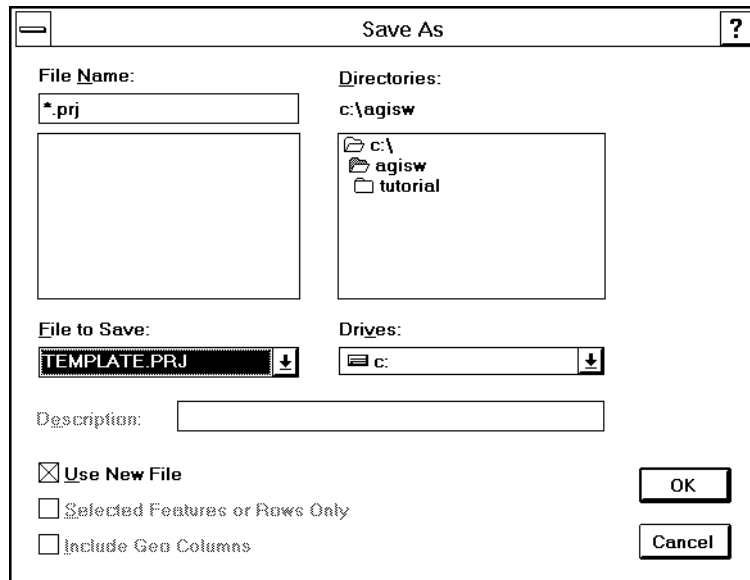 Save As
?
File Name:
*.prj
Directories:
c:\agisw
c:\
agisw
tutorial
File to Save:
TEMPLATE.PRJ
Drives:
c:
Description:
Use New File
Selected Features or Rows Only
Include Geo Columns
OK
Cancel